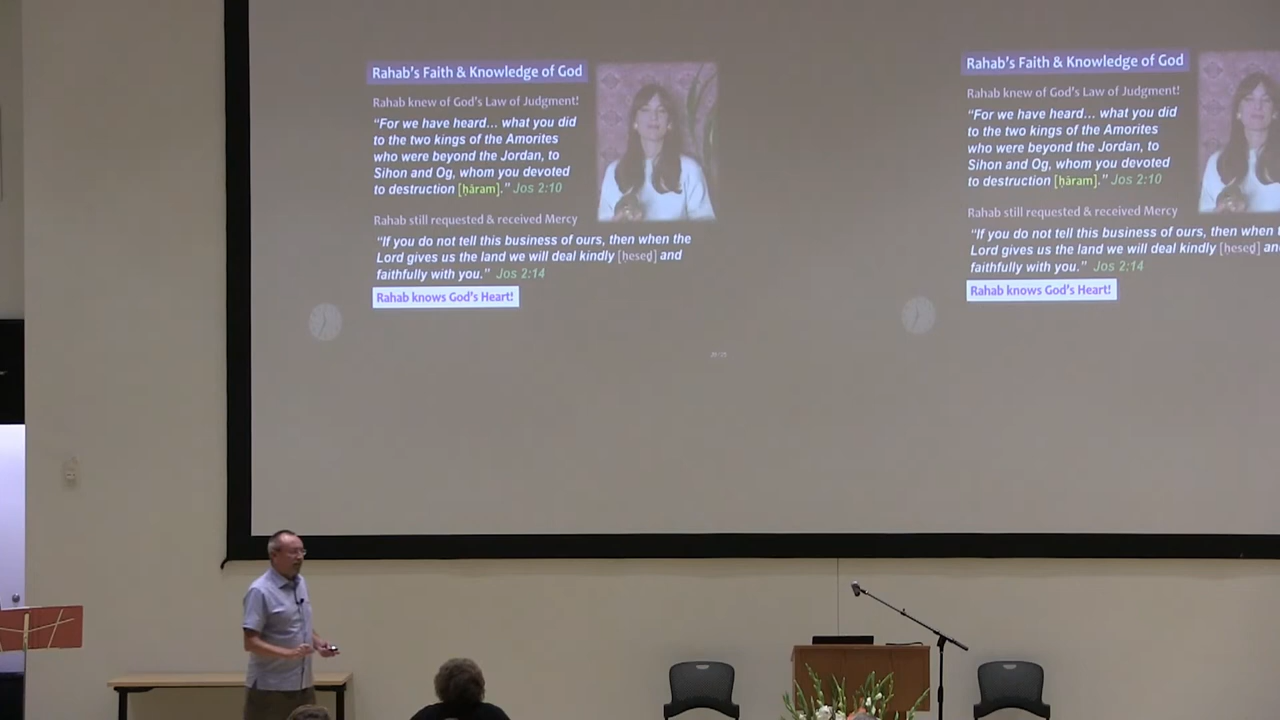 Rahab's Faith & Knowledge of God
Rahab knew of God's Law of Judgment!
"For we have heard... what you did
to the two kings of the Amorites
who were beyond the Jordan, to
Sihon and Og, whom you devoted
to destruction [ḥāram]." Jos 2:10
Rahab still requested & received Mercy
"If you do not tell this business of ours, then when the
Lord gives us the land we will deal kindly [ḥeseḏ] and
faithfully with you." Jos 2:14
Rahab knows God's Heart!
Rahab's Faith & Knowledge of God
Rahab knew of God's Law of Judgment!
"For we have heard... what you did
to the two kings of the Amorites
who were beyond the Jordan, to
Sihon and Og, whom you devoted
to destruction [ḥāram]." Jos 2:10
Rahab still requested & received Mercy
"If you do not tell this business of ours, then when
Lord gives us the land we will deal kindly [ḥeseḏ]
faithfully with you." Jos 2:14
Rahab knows God's Heart!